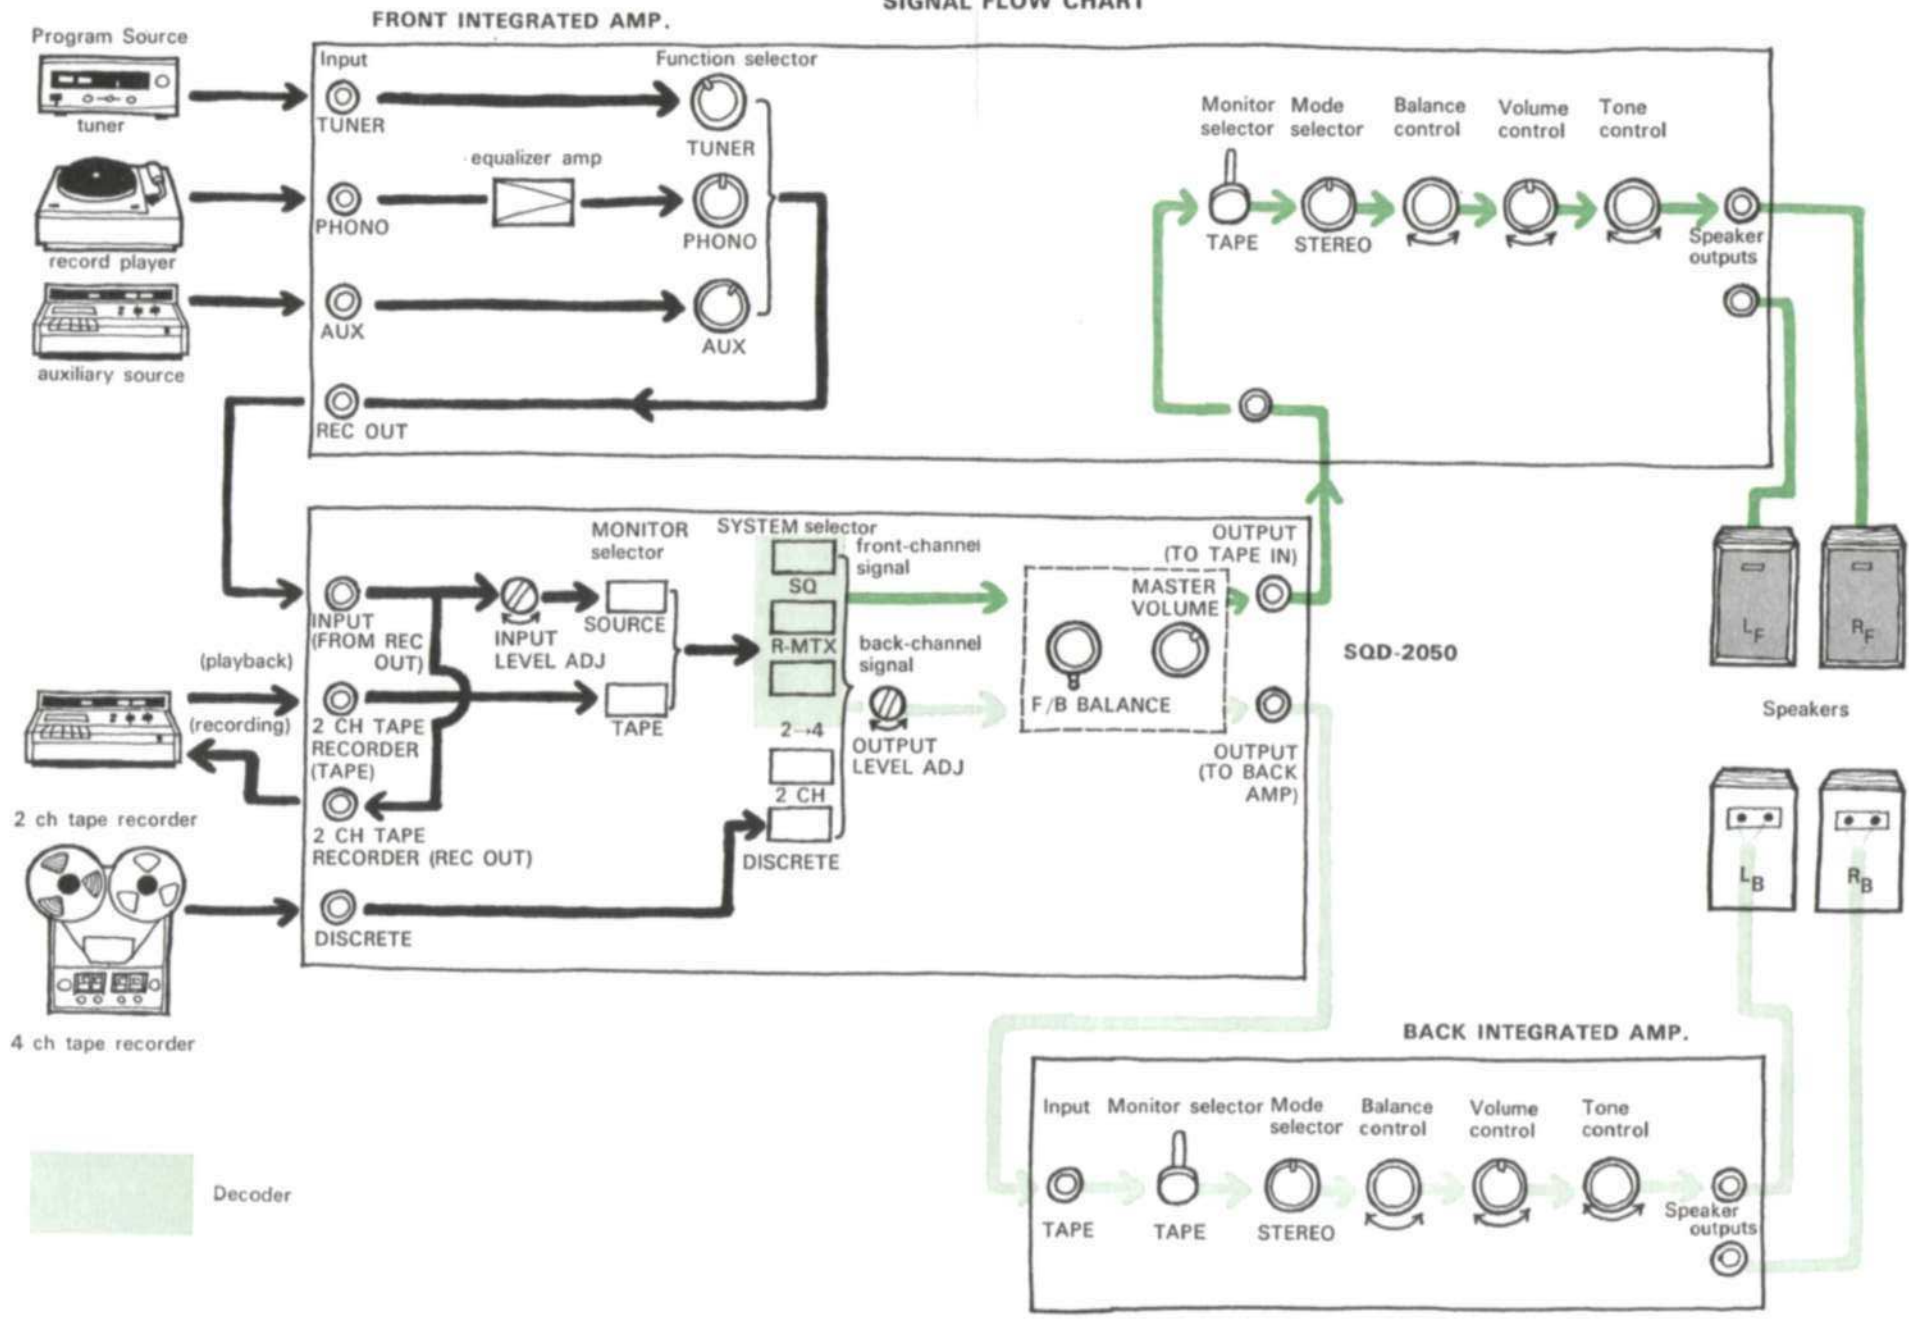 SIGNAL FLOW CHART
FRONT INTEGRATED AMP.
Program Source
tuner
record player
auxiliary source
Input
TUNER
PHONO
AUX
REC OUT
equalizer amp
Function selector
TUNER
PHONO
AUX
Monitor
selector
TAPE
Mode
selector
STEREO
Balance
control
Volume
control
Tone
control
Speaker
outputs
MONITOR
selector
SOURCE
TAPE
SYSTEM selector
SQ
R-MTX
2→4
2 CH
DISCRETE
front-channel
signal
back-channel
signal
INPUT
(FROM REC
OUT)
INPUT
LEVEL ADJ
(playback)
(recording)
2 CH TAPE
RECORDER
(TAPE)
2 CH TAPE
RECORDER (REC OUT)
DISCRETE
OUTPUT
LEVEL ADJ
MASTER
VOLUME
F/B BALANCE
OUTPUT
(TO TAPE IN)
OUTPUT
(TO BACK
AMP)
SQD-2050
2 ch tape recorder
4 ch tape recorder
LF
RF
Speakers
LB
RB
BACK INTEGRATED AMP.
Input
TAPE
Monitor selector
TAPE
Mode
selector
STEREO
Balance
control
Volume
control
Tone
control
Speaker
outputs
Decoder